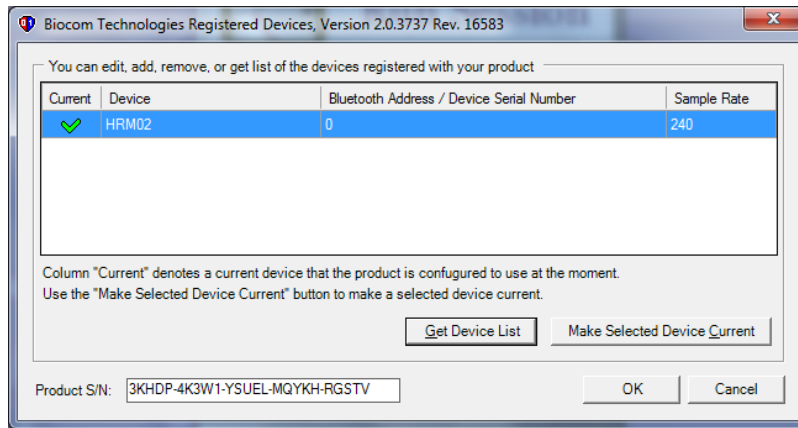 Biocom Technologies Registered Devices, Version 2.0.3737 Rev. 16583
You can edit, add, remove, or get list of the devices registered with your product
Current Device Bluetooth Address / Device Serial Number Sample Rate
HRM02 0 240
Column "Current" denotes a current device that the product is confugured to use at the moment.
Use the "Make Selected Device Current" button to make a selected device current.
Get Device List Make Selected Device Current
Product S/N: 3KHDP-4K3W1-YSUEL-MQYKH-RGSTV OK Cancel